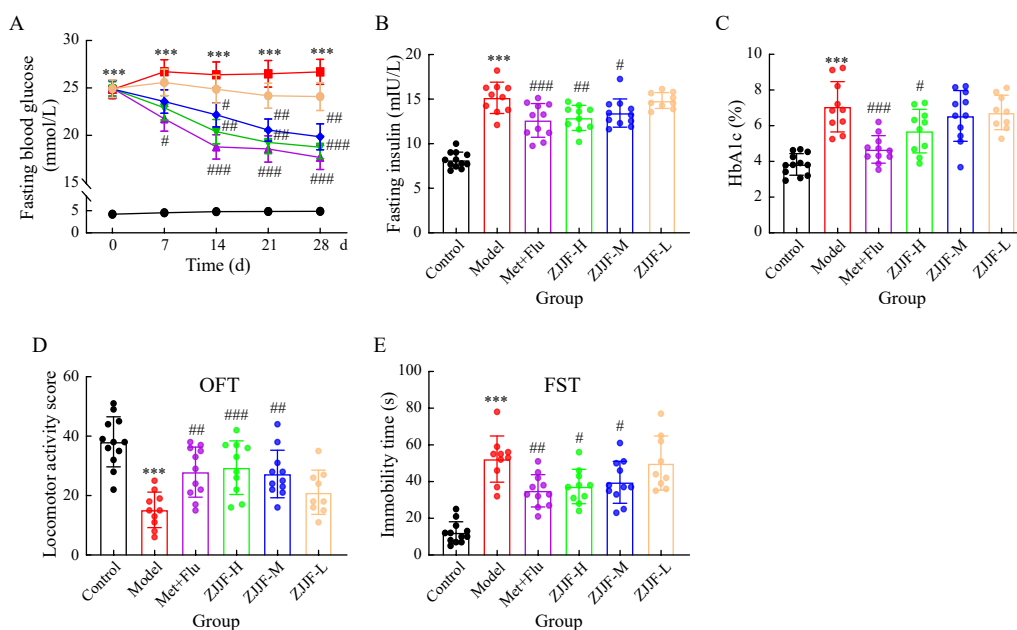 A
Fasting blood glucose
(mmol/L)
30
25
20
15
5
0
*** *** *** *** ***
# ## ##
## ## ###
# ### ### ###
0 7 14 21 28 d
Time (d)
B
Fasting insulin (mIU/L)
20
15
10
5
0
*** ### ## #
Control Model Met+Flu ZJJF-H ZJJF-M ZJJF-L
Group
C
HbA1c (%)
10
8
6
4
2
0
*** ### #
Control Model Met+Flu ZJJF-H ZJJF-M ZJJF-L
Group
D
OFT
Locomotor activity score
60
40
20
0
*** ## ### ##
Control Model Met+Flu ZJJF-H ZJJF-M ZJJF-L
Group
E
FST
Immobility time (s)
100
80
60
40
20
0
*** ## # #
Control Model Met+Flu ZJJF-H ZJJF-M ZJJF-L
Group